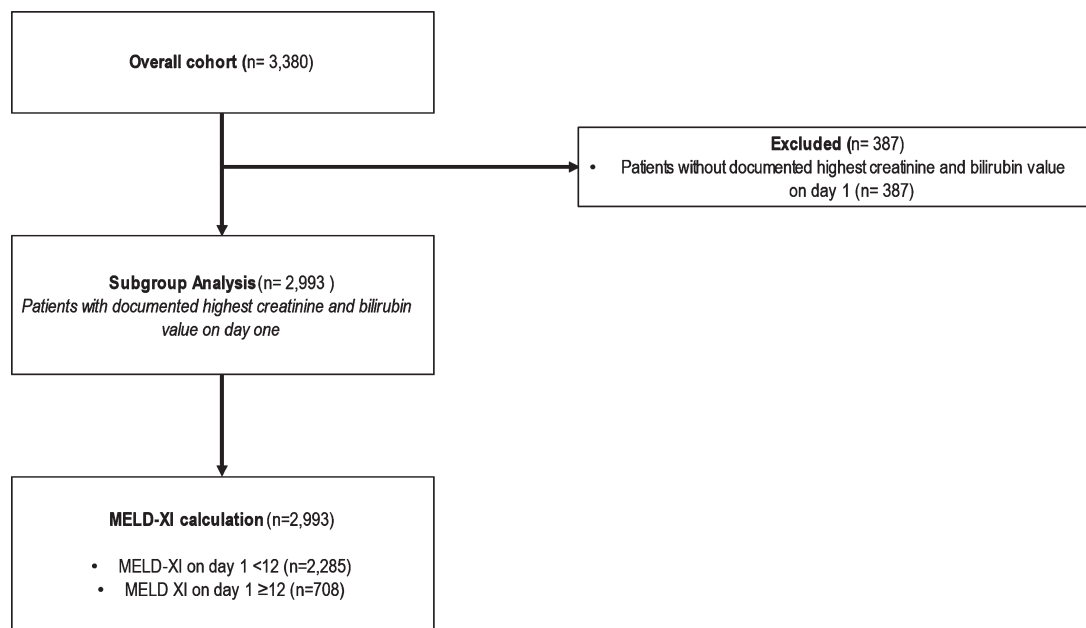 Overall cohort (n= 3,380)
Excluded (n= 387)
• Patients without documented highest creatinine and bilirubin value
on day 1 (n= 387)
Subgroup Analysis (n= 2,993 )
Patients with documented highest creatinine and bilirubin
value on day one
MELD-XI calculation (n=2,993)
• MELD-XI on day 1 <12 (n=2,285)
• MELD XI on day 1 ≥12 (n=708)